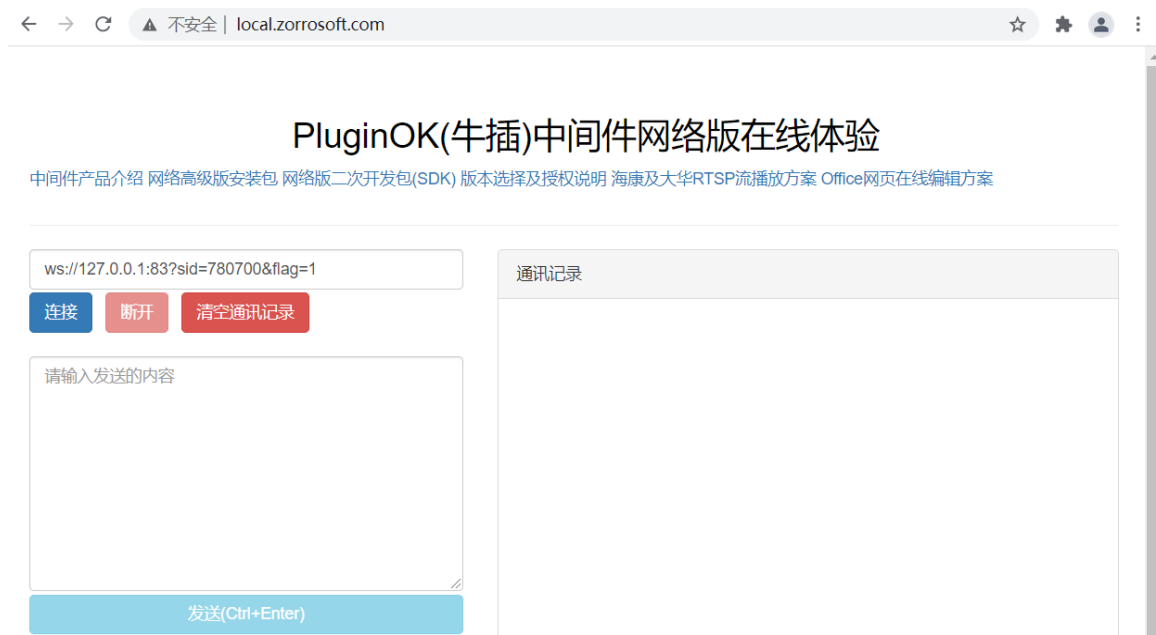 不安全 | local.zorrosoft.com
PluginOK(牛插)中间件网络版在线体验
中间件产品介绍 网络高级版安装包 网络版二次开发包(SDK) 版本选择及授权说明 海康及大华RTSP流播放方案 Office网页在线编辑方案
ws://127.0.0.1:83?sid=780700&flag=1
连接 断开 清空通讯记录
请输入发送的内容
发送(Ctrl+Enter)
通讯记录